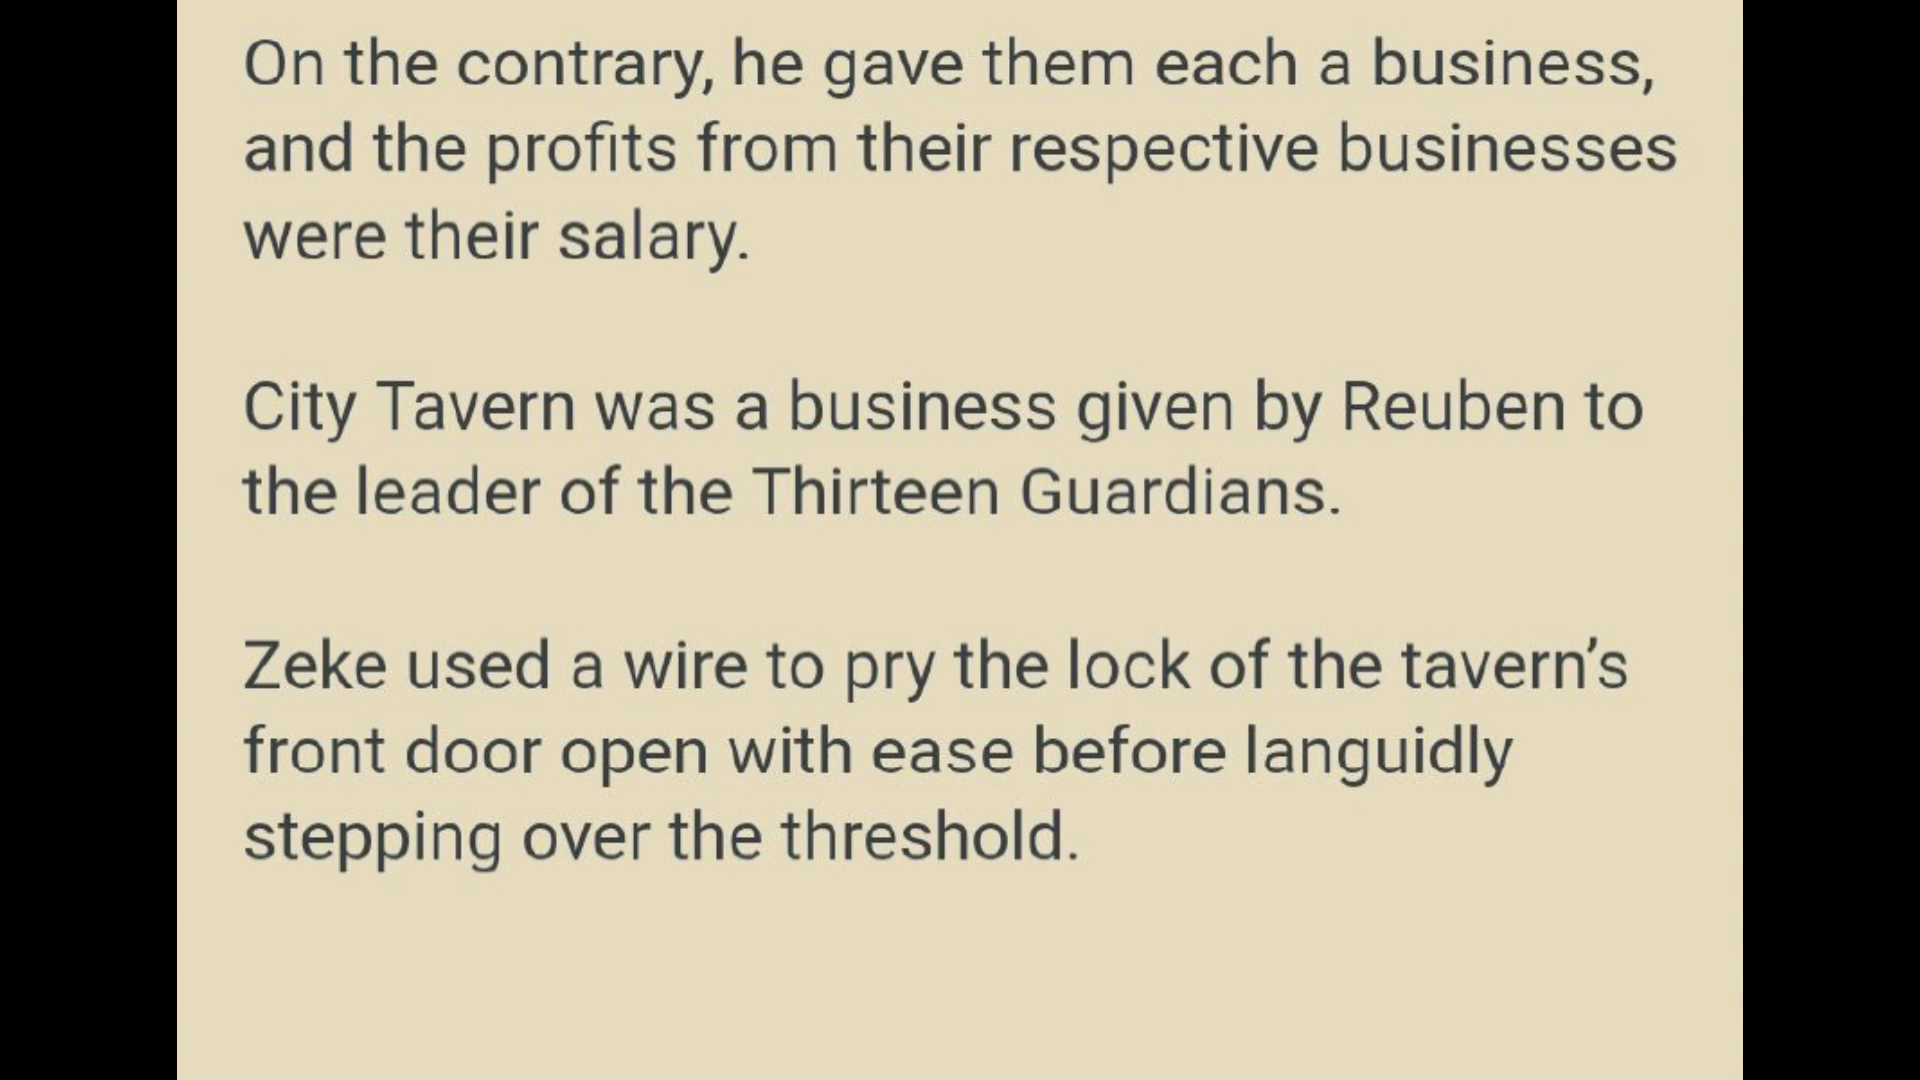 On the contrary, he gave them each a business,
and the profits from their respective businesses
were their salary.
City Tavern was a business given by Reuben to
the leader of the Thirteen Guardians.
Zeke used a wire to pry the lock of the tavern’s
front door open with ease before languidly
stepping over the threshold.